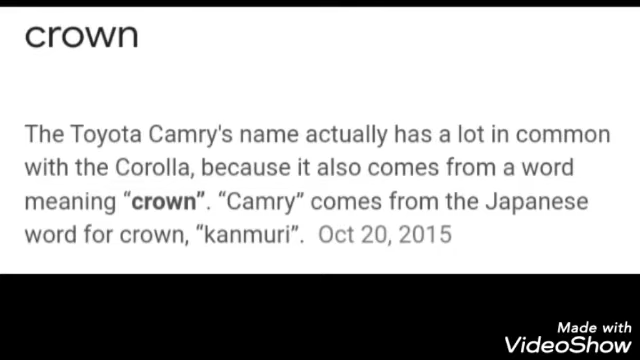 crown
The Toyota Camry's name actually has a lot in common
with the Corolla, because it also comes from a word
meaning “crown”. “Camry” comes from the Japanese
word for crown, “kanmuri”. Oct 20, 2015
Made with
VideoShow